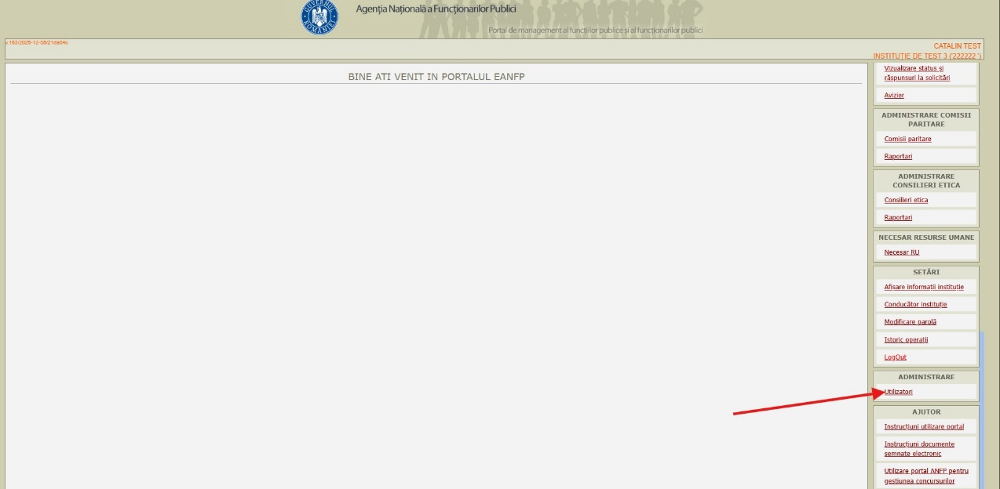 GUVERNUL ROMÂNIEI
Agenția Națională a Funcționarilor Publici
Portal de management al funcțiilor publice și al funcționarilor publici
v.163/2025-12-08/21da04c
CATALIN TEST
INSTITUTIE DE TEST 3 ('222222 ')
BINE ATI VENIT IN PORTALUL EANFP
Vizualizare status și
răspunsuri la solicitări
Avizier
ADMINISTRARE COMISII
PARITARE
Comisii paritare
Raportari
ADMINISTRARE
CONSILIERI ETICA
Consilieri etica
Raportari
NECESAR RESURSE UMANE
Necesar RU
SETĂRI
Afișare informații instituție
Conducător instituție
Modificare parolă
Istoric operații
LogOut
ADMINISTRARE
Utilizatori
AJUTOR
Instrucțiuni utilizare portal
Instrucțiuni documente
semnate electronic
Utilizare portal ANFP pentru
gestiunea concursurilor